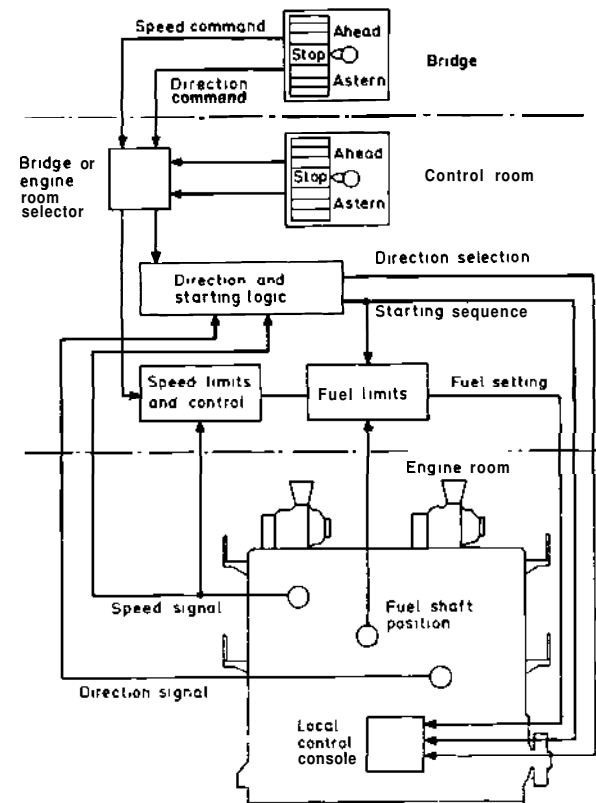 Speed command
Ahead
Stop
Astern
Bridge
Direction
command
Bridge or
engine
room
selector
Ahead
Stop
Astern
Control room
Direction selection
Direction and
starting logic
Starting sequence
Speed limits
and control
Fuel limits
Fuel setting
Engine room
Speed signal
Fuel shaft
position
Direction signal
Local
control
console